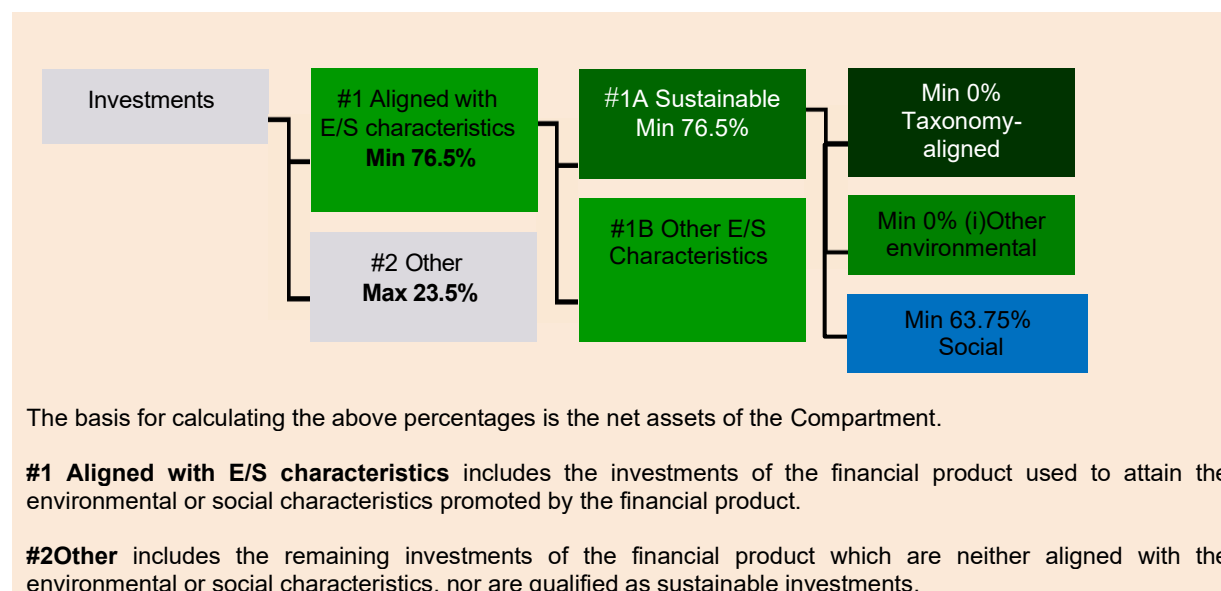 Investments
#1 Aligned with
E/S characteristics
Min 76.5%
#2 Other
Max 23.5%
#1A Sustainable
Min 76.5%
#1B Other E/S
Characteristics
Min 0%
Taxonomy-
aligned
Min 0% (i)Other
environmental
Min 63.75%
Social
The basis for calculating the above percentages is the net assets of the Compartment.
#1 Aligned with E/S characteristics includes the investments of the financial product used to attain the
environmental or social characteristics promoted by the financial product.
#2Other includes the remaining investments of the financial product which are neither aligned with the
environmental or social characteristics, nor are qualified as sustainable investments.